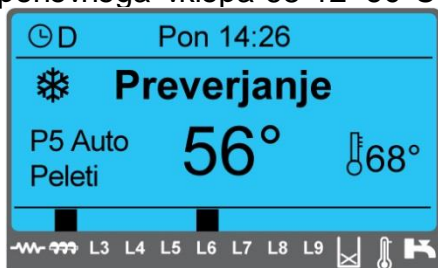 D Pon 14:26
Preverjanje
P5 Auto 56° 68°
Peleti
L3 L4 L5 L6 L7 L8 L9